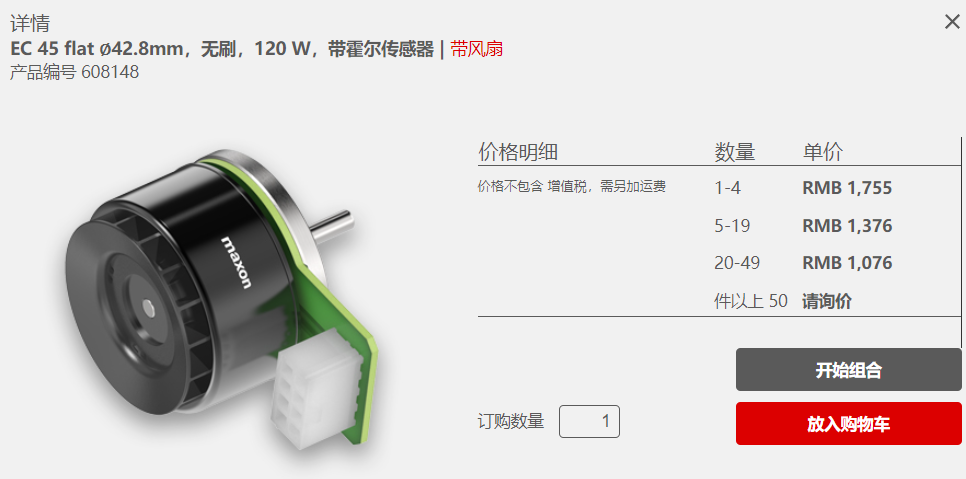 详情
EC 45 flat ø42.8mm，无刷，120 W，带霍尔传感器 | 带风扇
产品编号 608148
maxon
价格明细 数量 单价
价格不包含 增值税，需另加运费 1-4 RMB 1,755
5-19 RMB 1,376
20-49 RMB 1,076
件以上 50 请询价
开始组合
订购数量 1
放入购物车